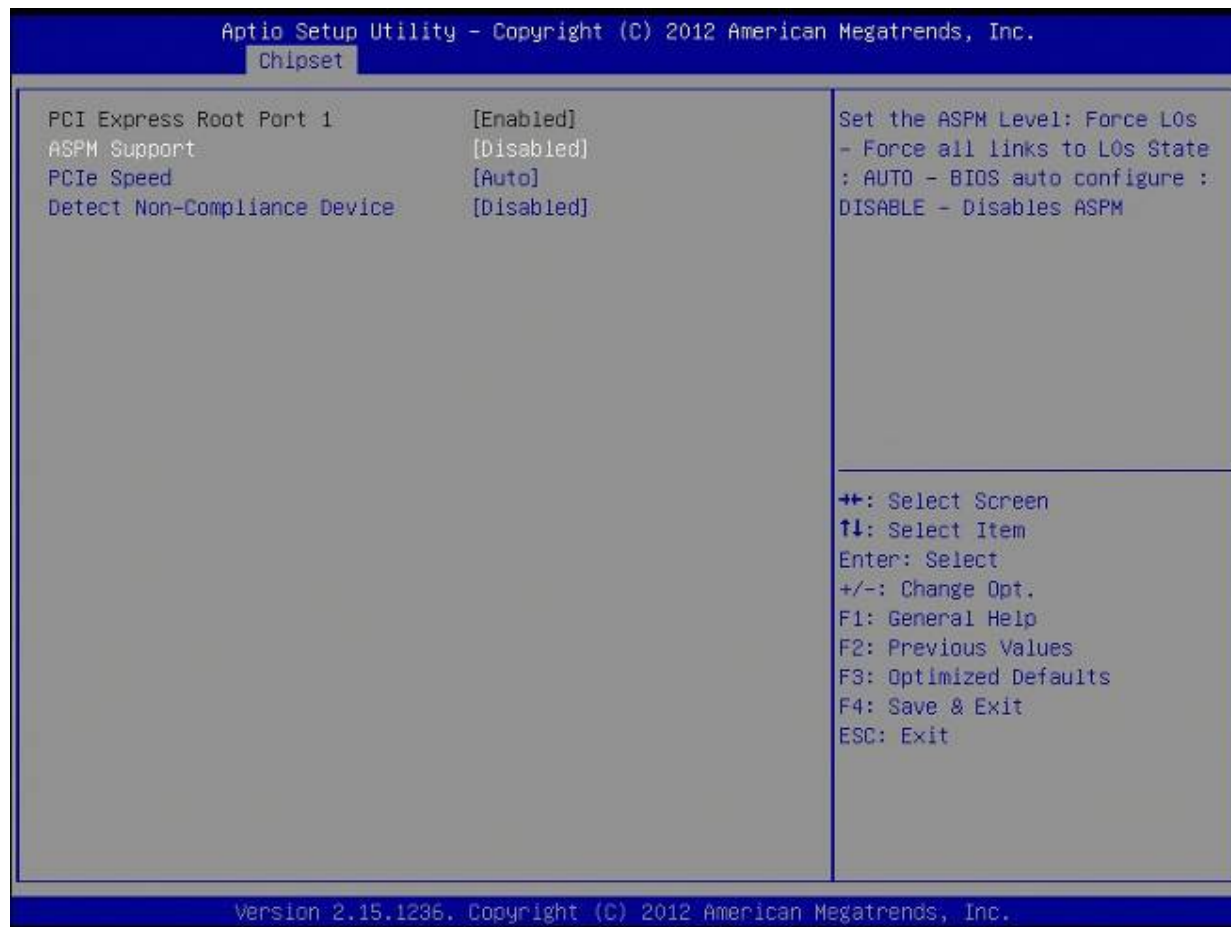 Aptio Setup Utility – Copyright (C) 2012 American Megatrends, Inc.
Chipset
PCI Express Root Port 1 [Enabled]
ASPM Support [Disabled]
PCIe Speed [Auto]
Detect Non-Compliance Device [Disabled]
Set the ASPM Level: Force L0s
– Force all links to L0s State
: AUTO – BIOS auto configure :
DISABLE – Disables ASPM
→←: Select Screen
↑↓: Select Item
Enter: Select
+/-: Change Opt.
F1: General Help
F2: Previous Values
F3: Optimized Defaults
F4: Save & Exit
ESC: Exit
Version 2.15.1236. Copyright (C) 2012 American Megatrends, Inc.